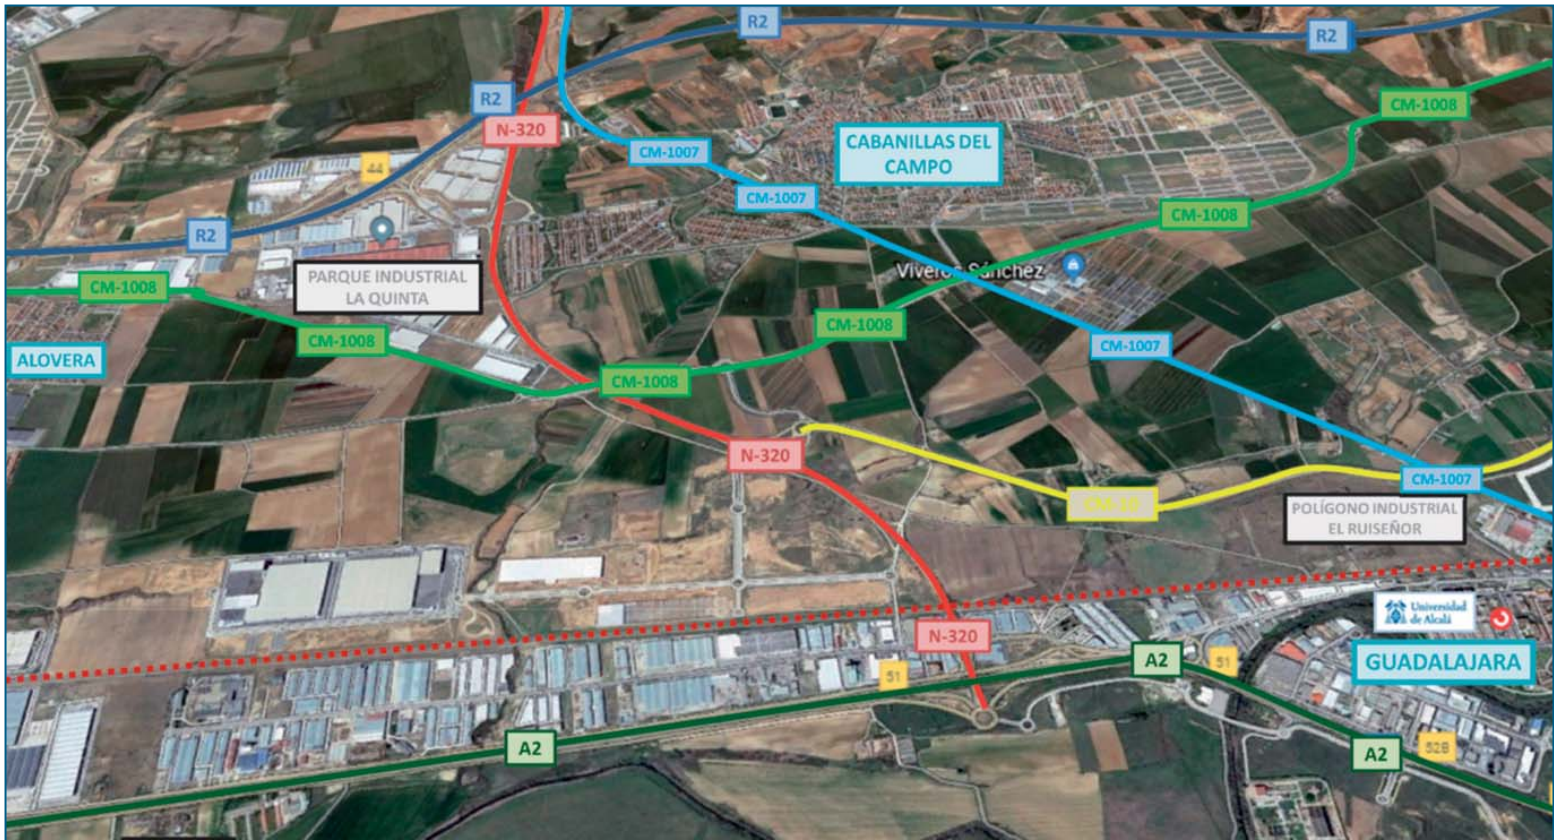 R2
R2
R2
CM-1008
N-320
CM-1007
CABANILLAS DEL
CAMPO
44
CM-1007
CM-1008
R2
Viveros Sánchez
PARQUE INDUSTRIAL
LA QUINTA
CM-1008
CM-1008
CM-1008
CM-1007
ALOVERA
CM-1008
N-320
CM-1007
CM-10
POLÍGONO INDUSTRIAL
EL RUISEÑOR
Universidad
de Alcalá
N-320
A2
51
GUADALAJARA
51
A2
A2
52B